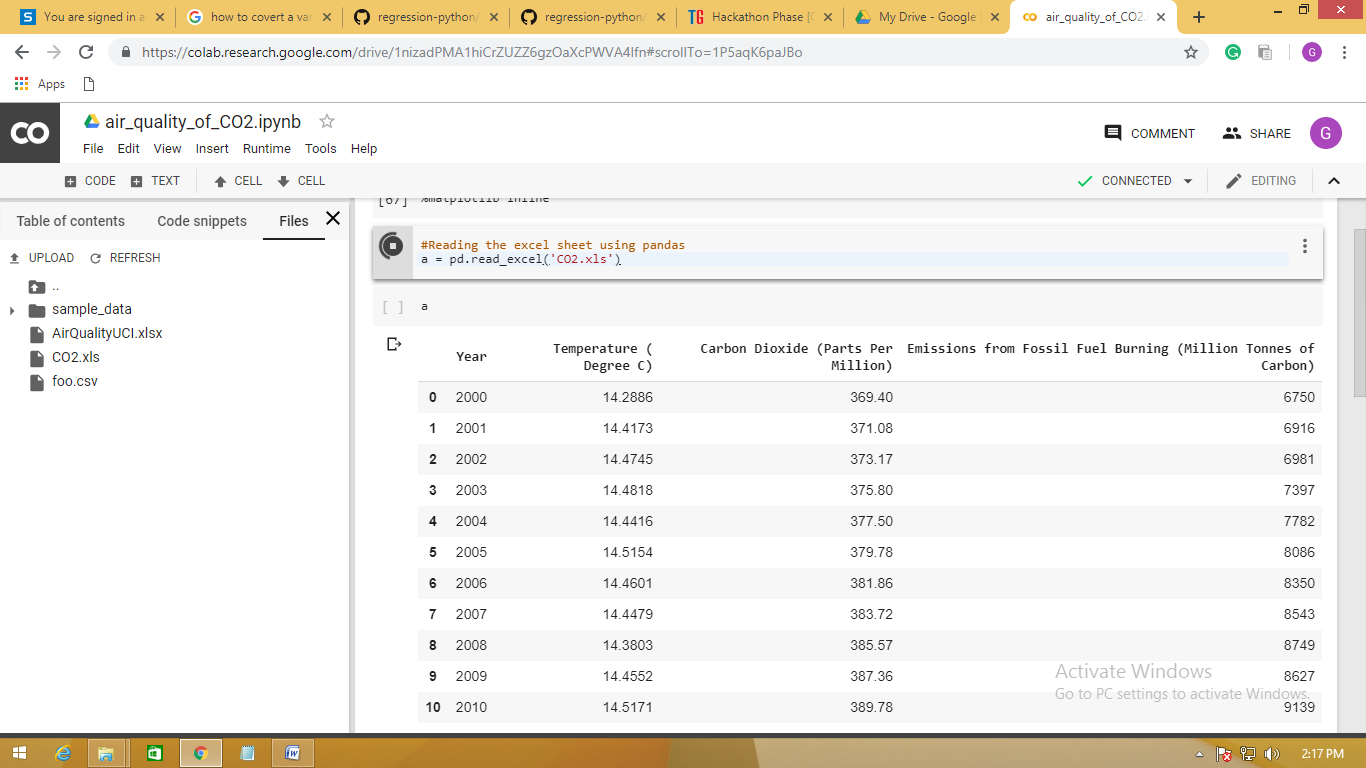 You are signed in a
how to covert a var
regression-python/
regression-python/
TG Hackathon Phase [
My Drive - Google
air_quality_of_CO2.
https://colab.research.google.com/drive/1nizadPMA1hiCrZUZZ6gzOaXcPWVA4lfn#scrollTo=1P5aqK6paJBo
G
Apps
CO
air_quality_of_CO2.ipynb
File Edit View Insert Runtime Tools Help
COMMENT SHARE G
CODE TEXT CELL CELL
CONNECTED EDITING
Table of contents Code snippets Files
UPLOAD REFRESH
..
sample_data
AirQualityUCI.xlsx
CO2.xls
foo.csv
[67] %matplotlib inline
#Reading the excel sheet using pandas
a = pd.read_excel('CO2.xls')
[ ] a
Year Temperature ( Degree C) Carbon Dioxide (Parts Per Million) Emissions from Fossil Fuel Burning (Million Tonnes of Carbon)
0 2000 14.2886 369.40 6750
1 2001 14.4173 371.08 6916
2 2002 14.4745 373.17 6981
3 2003 14.4818 375.80 7397
4 2004 14.4416 377.50 7782
5 2005 14.5154 379.78 8086
6 2006 14.4601 381.86 8350
7 2007 14.4479 383.72 8543
8 2008 14.3803 385.57 8749
9 2009 14.4552 387.36 8627
10 2010 14.5171 389.78 9139
Activate Windows
Go to PC settings to activate Windows.
2:17 PM